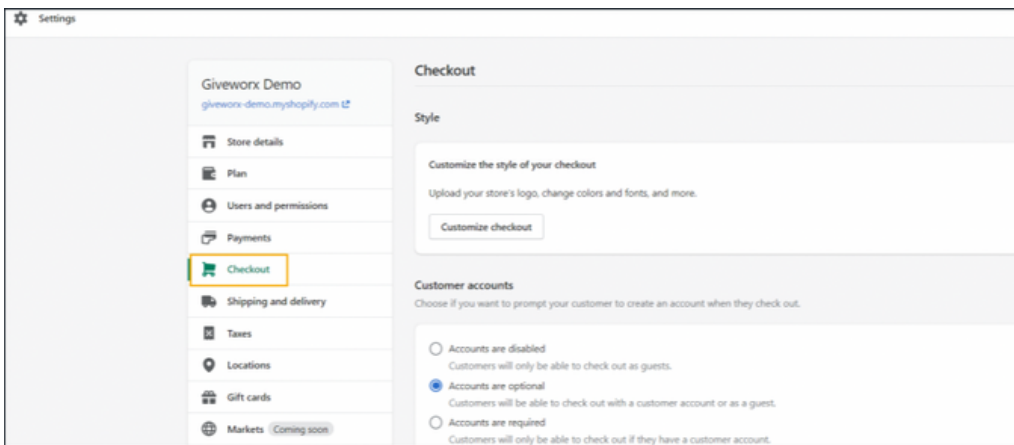 Settings
Giveworx Demo
giveworx-demo.myshopify.com
Store details
Plan
Users and permissions
Payments
Checkout
Shipping and delivery
Taxes
Locations
Gift cards
Markets Coming soon
Checkout
Style
Customize the style of your checkout
Upload your store's logo, change colors and fonts, and more.
Customize checkout
Customer accounts
Choose if you want to prompt your customer to create an account when they check out.
Accounts are disabled
Customers will only be able to check out as guests.
Accounts are optional
Customers will be able to check out with a customer account or as a guest.
Accounts are required
Customers will only be able to check out if they have a customer account.